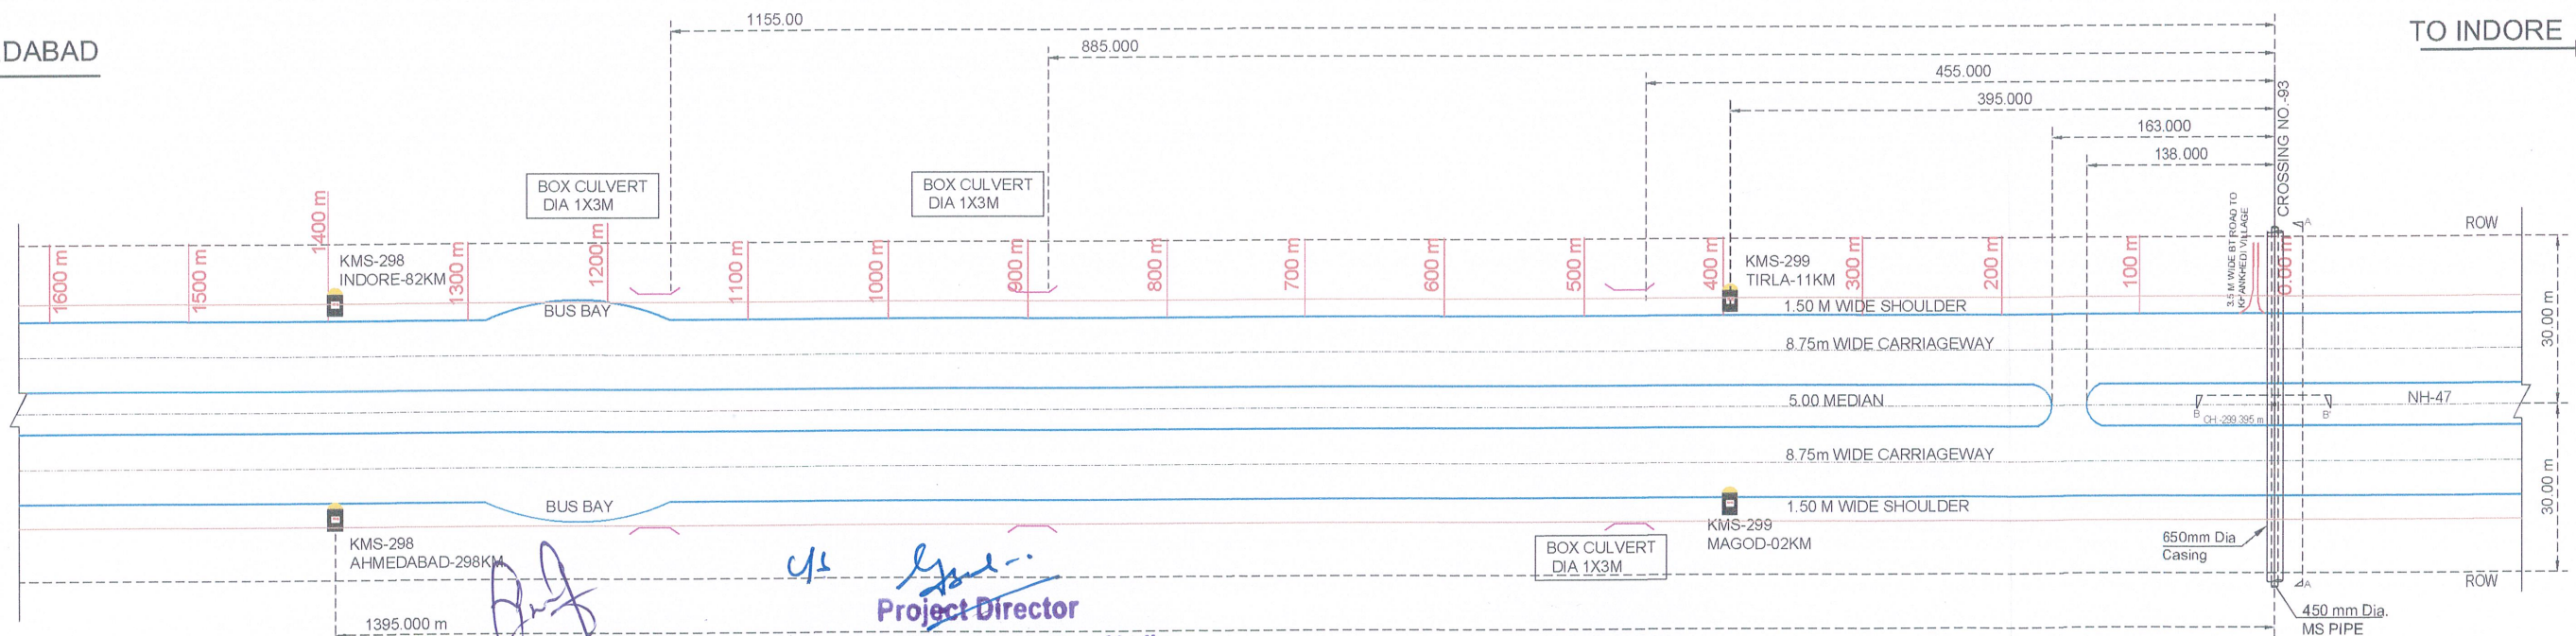 DABAD
TO INDORE
1155.00
885.000
455.000
395.000
163.000
138.000
CROSSING NO.-93
BOX CULVERT
DIA 1X3M
BOX CULVERT
DIA 1X3M
3.5 M WIDE BT ROAD TO
KHANKHEDI VILLAGE
A
ROW
1600 m
1500 m
1400 m
1300 m
1200 m
1100 m
1000 m
900 m
800 m
700 m
600 m
500 m
400 m
300 m
200 m
100 m
0.00 m
KMS-298
INDORE-82KM
KMS-299
TIRLA-11KM
BUS BAY
1.50 M WIDE SHOULDER
30.00 m
8.75m WIDE CARRIAGEWAY
5.00 MEDIAN
NH-47
B
B'
CH.-299.395 m
8.75m WIDE CARRIAGEWAY
30.00 m
BUS BAY
1.50 M WIDE SHOULDER
KMS-298
AHMEDABAD-298KM
KMS-299
MAGOD-02KM
BOX CULVERT
DIA 1X3M
650mm Dia
Casing
A
ROW
Project Director
450 mm Dia.
MS PIPE
1395.000 m